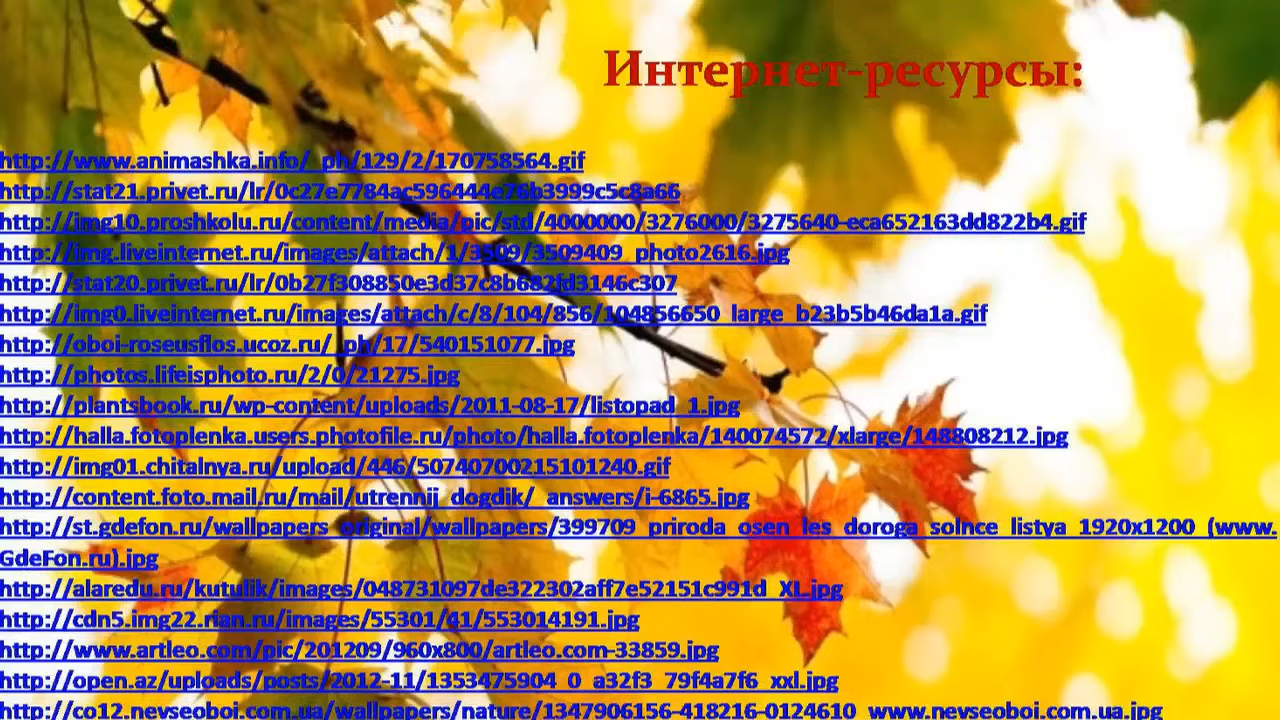 Интернет-ресурсы:
http://www.animashka.info/_ph/129/2/170758564.gif
http://stat21.privet.ru/lr/0c27e7784ac596444e76b3999c5c8a66
http://img10.proshkolu.ru/content/media/pic/std/4000000/3276000/3275640-eca652163dd822b4.gif
http://img.liveinternet.ru/images/attach/1/3509/3509409_photo2616.jpg
http://stat20.privet.ru/lr/0b27f308850e3d37c8b682fd3146c307
http://img0.liveinternet.ru/images/attach/c/8/104/856/104856650_large_b23b5b46da1a.gif
http://oboi-roseusflos.ucoz.ru/_ph/17/540151077.jpg
http://photos.lifeisphoto.ru/2/0/21275.jpg
http://plantsbook.ru/wp-content/uploads/2011-08-17/listopad_1.jpg
http://halla.fotoplenka.users.photofile.ru/photo/halla.fotoplenka/140074572/xlarge/148808212.jpg
http://img01.chitalnya.ru/upload/446/50740700215101240.gif
http://content.foto.mail.ru/mail/utrennij_dogdik/_answers/i-6865.jpg
http://st.gdefon.ru/wallpapers_original/wallpapers/399709_priroda_osen_les_doroga_solnce_listya_1920x1200_(www.
GdeFon.ru).jpg
http://alaredu.ru/kutulik/images/048731097de322302aff7e52151c991d_XL.jpg
http://cdn5.img22.rian.ru/images/55301/41/553014191.jpg
http://www.artleo.com/pic/201209/960x800/artleo.com-33859.jpg
http://open.az/uploads/posts/2012-11/1353475904_0_a32f3_79f4a7f6_xxl.jpg
http://co12.nevseoboi.com.ua/wallpapers/nature/1347906156-418216-0124610_www.nevseoboi.com.ua.jpg